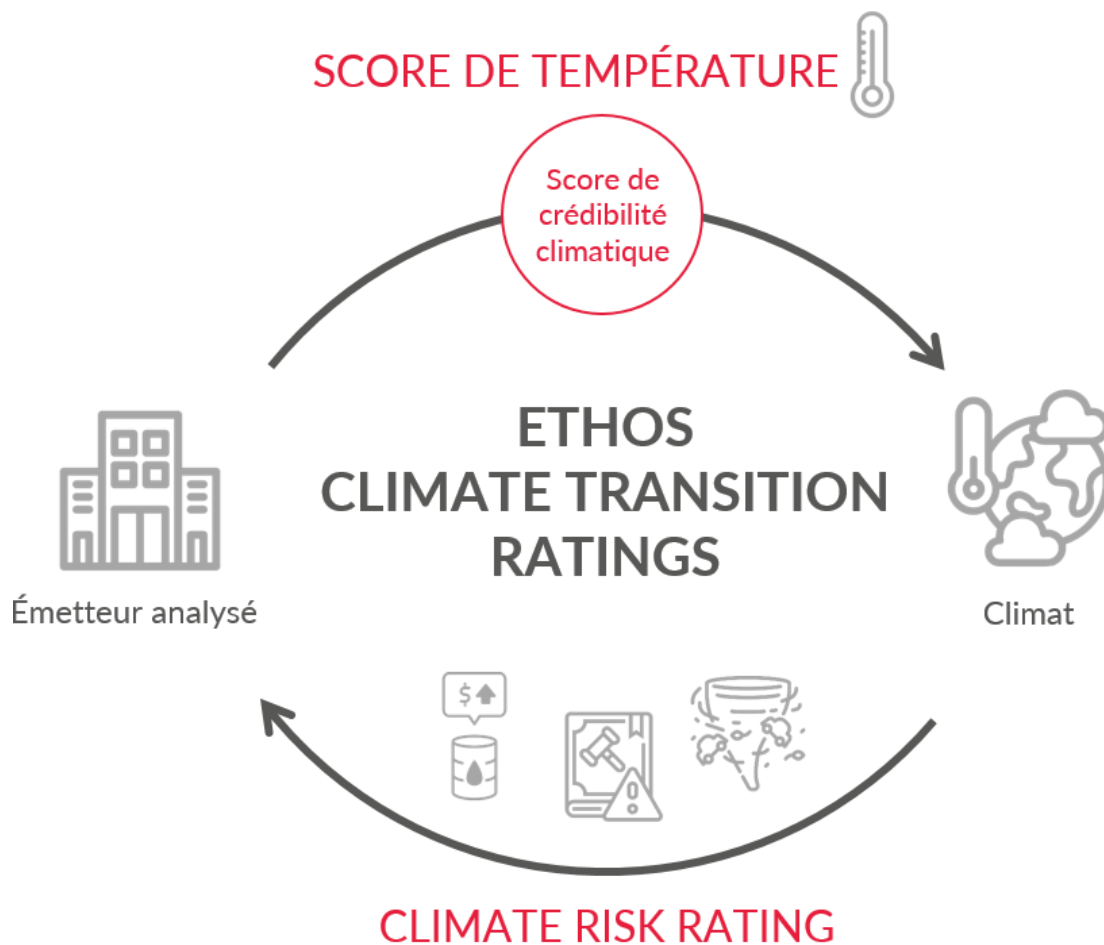 SCORE DE TEMPÉRATURE
Score de
crédibilité
climatique
ETHOS
CLIMATE TRANSITION
RATINGS
Émetteur analysé
Climat
$
CLIMATE RISK RATING